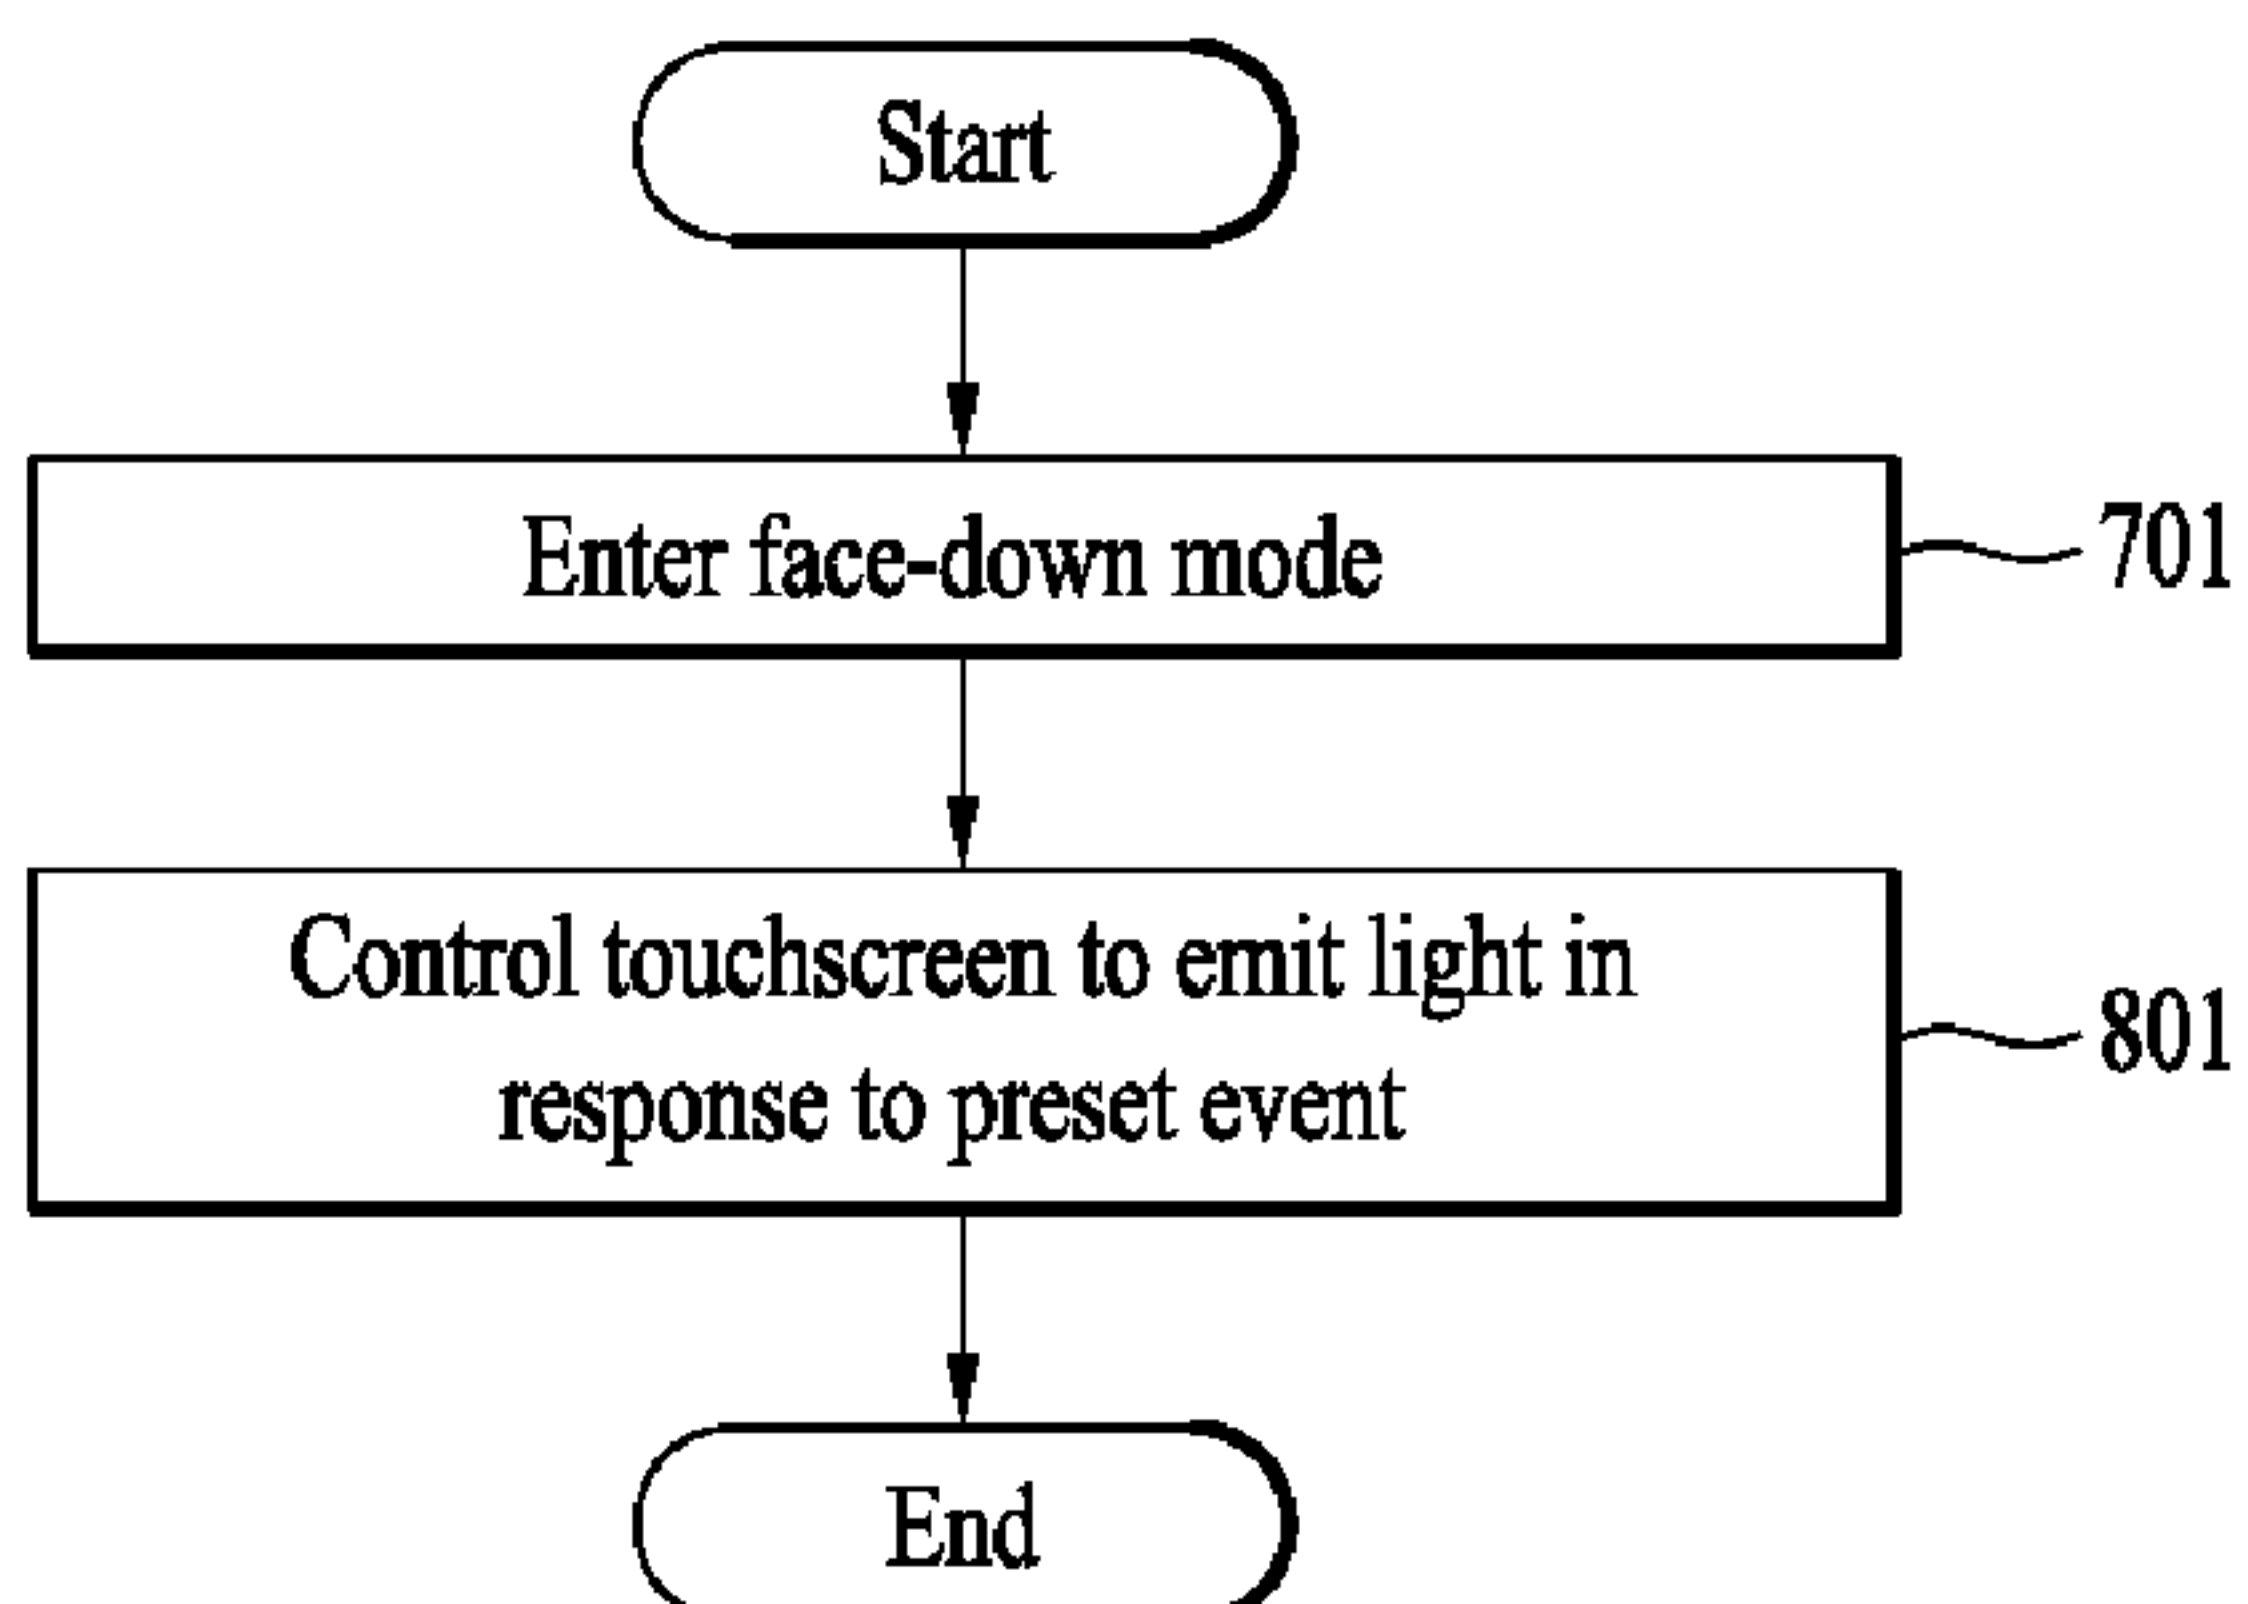 Start
Enter face-down mode
701
Control touchscreen to emit light in
response to preset event
801
End